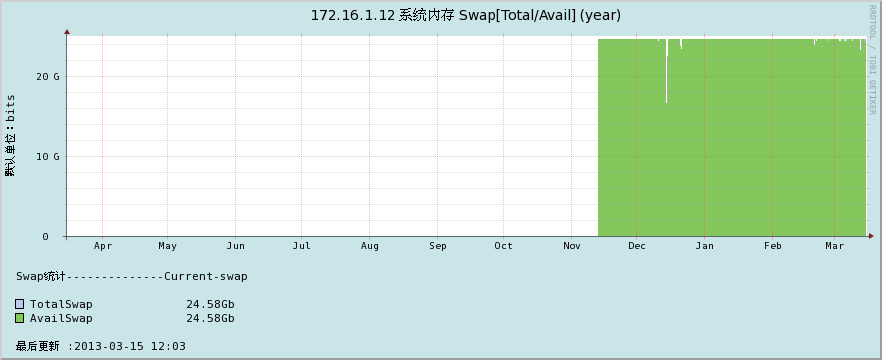 172.16.1.12 系统内存 Swap[Total/Avail] (year)
RRDTOOL / TOBI OETIKER
默认单位：bits
20 G
10 G
0
Apr May Jun Jul Aug Sep Oct Nov Dec Jan Feb Mar
Swap统计--------------Current-swap
TotalSwap 24.58Gb
AvailSwap 24.58Gb
最后更新 :2013-03-15 12:03